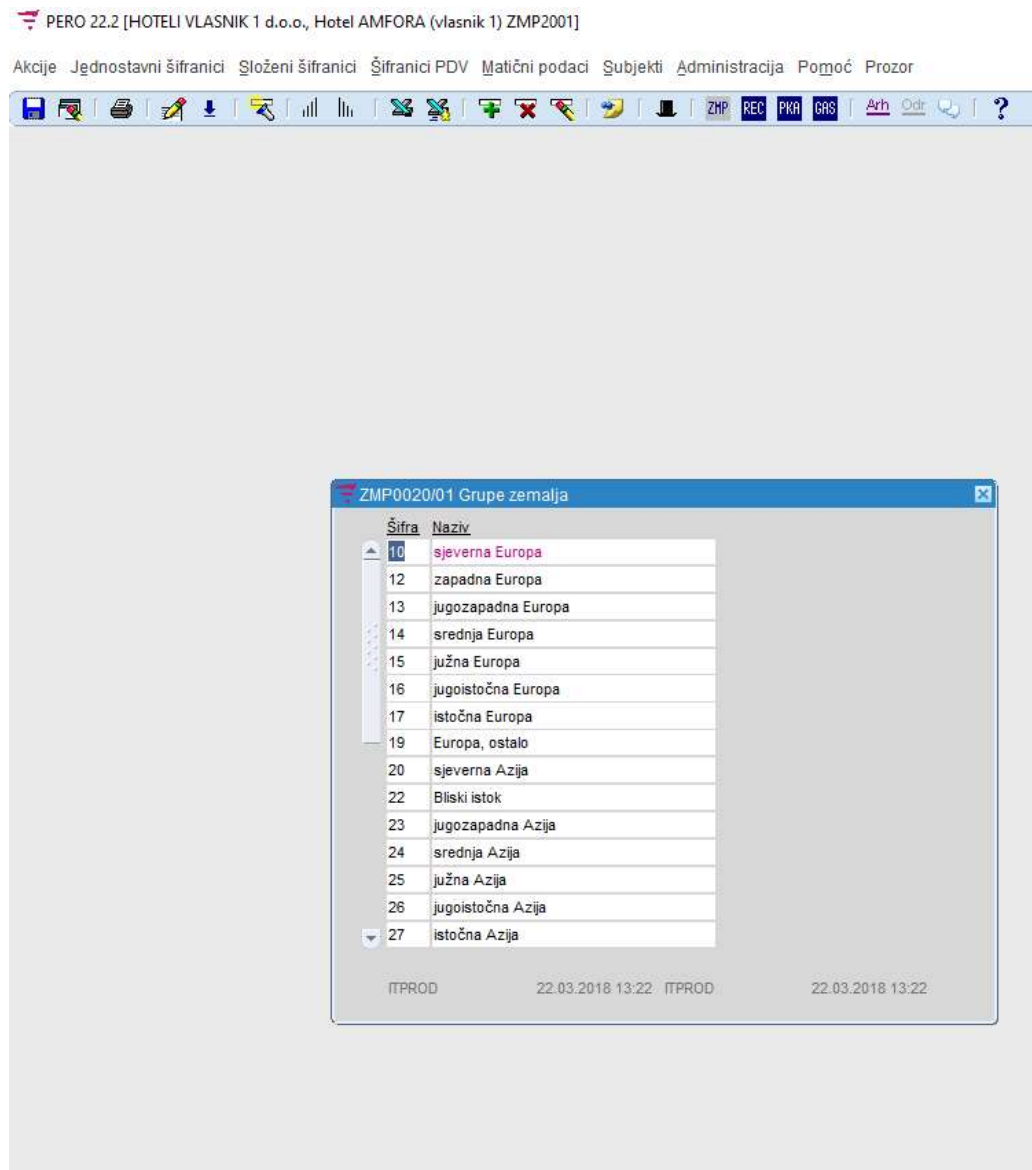 PERO 22.2 [HOTELI VLASNIK 1 d.o.o., Hotel AMFORA (vlasnik 1) ZMP2001]
Akcije Jednostavni šifranici Složeni šifranici Šifranici PDV Matični podaci Subjekti Administracija Pomoć Prozor
ZMP REC PKA GAS Arh Odr ?
ZMP0020/01 Grupe zemalja
Šifra Naziv
10 sjeverna Europa
12 zapadna Europa
13 jugozapadna Europa
14 srednja Europa
15 južna Europa
16 jugoistočna Europa
17 istočna Europa
19 Europa, ostalo
20 sjeverna Azija
22 Bliski istok
23 jugozapadna Azija
24 srednja Azija
25 južna Azija
26 jugoistočna Azija
27 istočna Azija
ITPROD 22.03.2018 13:22 ITPROD 22.03.2018 13:22